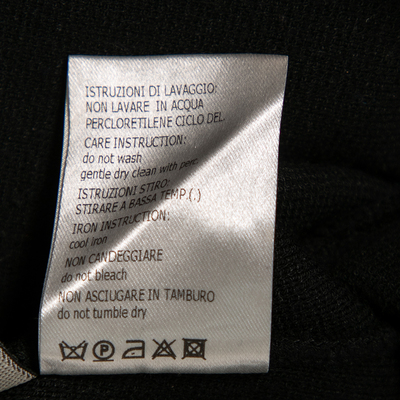 ISTRUZIONI DI LAVAGGIO:
NON LAVARE IN ACQUA
PERCLORETILENE CICLO DEL.
CARE INSTRUCTION:
do not wash
gentle dry clean with perc.
ISTRUZIONI STIRO:
STIRARE A BASSA TEMP.(.)
IRON INSTRUCTION:
cool iron
NON CANDEGGIARE
do not bleach
NON ASCIUGARE IN TAMBURO
do not tumble dry
P